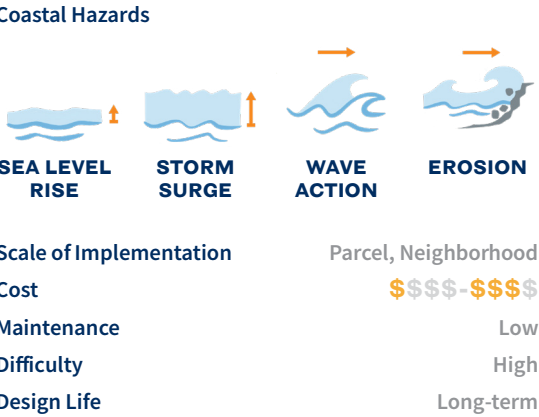 Coastal Hazards
SEA LEVEL RISE
STORM SURGE
WAVE ACTION
EROSION
Scale of Implementation Parcel, Neighborhood
Cost $$$$-$$$$
Maintenance Low
Difficulty High
Design Life Long-term